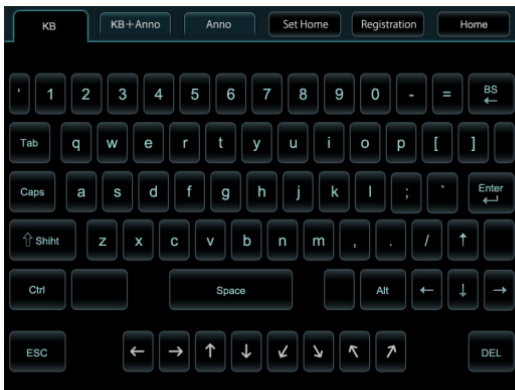 KB KB+Anno Anno Set Home Registration Home
' 1 2 3 4 5 6 7 8 9 0 - = BS ←
Tab q w e r t y u i o p [ ]
Caps a s d f g h j k l ; ` Enter ↵
⇧ Shiht z x c v b n m , . / ↑
Ctrl Space Alt ← ↓ →
ESC ← → ↑ ↓ ↙ ↘ ↖ ↗ DEL